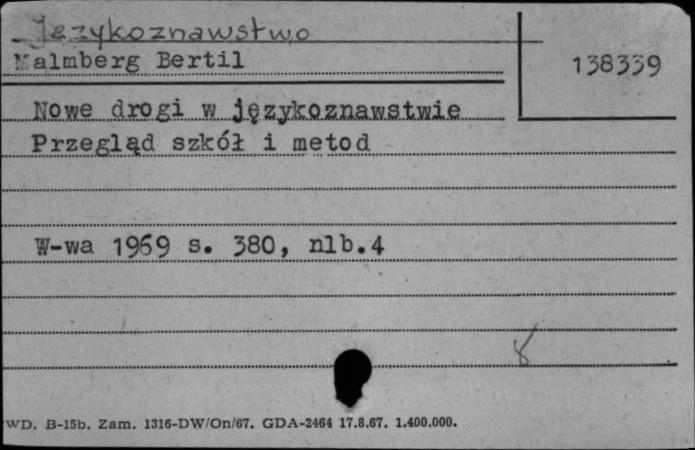 Językoznawstwo
Malmberg Bertil
138339
Nowe drogi w językoznawstwie
Przegląd szkół i metod
W-wa 1969 s. 380, nlb.4
8
WD. B-15b. Zam. 1316-DW/On/67. GDA-2464 17.8.67. 1.400.000.